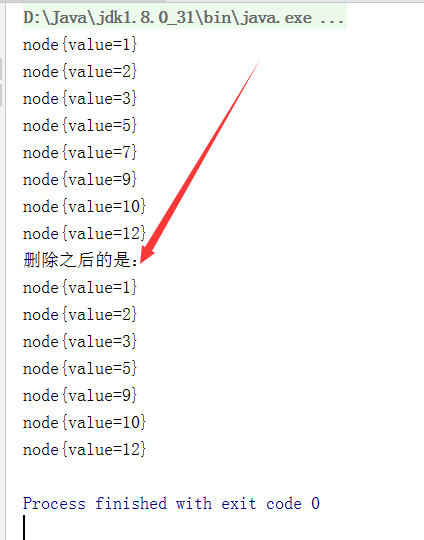 D:\Java\jdk1.8.0_31\bin\java.exe ...
node{value=1}
node{value=2}
node{value=3}
node{value=5}
node{value=7}
node{value=9}
node{value=10}
node{value=12}
删除之后的是:
node{value=1}
node{value=2}
node{value=3}
node{value=5}
node{value=9}
node{value=10}
node{value=12}
Process finished with exit code 0